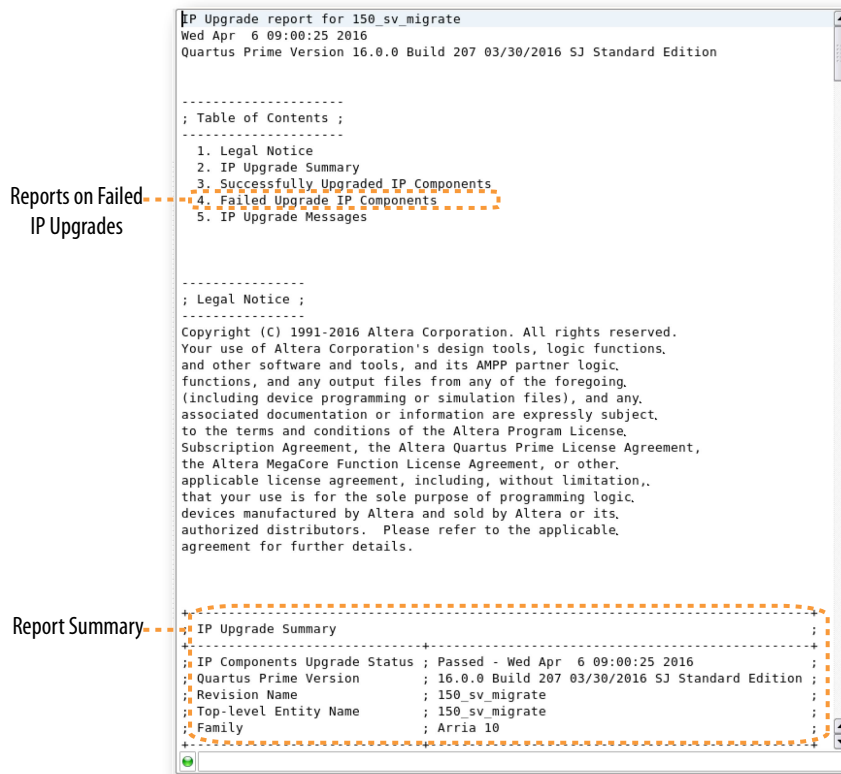 IP Upgrade report for 150_sv_migrate
Wed Apr  6 09:00:25 2016
Quartus Prime Version 16.0.0 Build 207 03/30/2016 SJ Standard Edition
---------------------
; Table of Contents ;
---------------------
1. Legal Notice
2. IP Upgrade Summary
3. Successfully Upgraded IP Components
4. Failed Upgrade IP Components
5. IP Upgrade Messages
Reports on Failed
IP Upgrades
----------------
; Legal Notice ;
----------------
Copyright (C) 1991-2016 Altera Corporation. All rights reserved.
Your use of Altera Corporation's design tools, logic functions.
and other software and tools, and its AMPP partner logic.
functions, and any output files from any of the foregoing.
(including device programming or simulation files), and any.
associated documentation or information are expressly subject.
to the terms and conditions of the Altera Program License.
Subscription Agreement, the Altera Quartus Prime License Agreement,
the Altera MegaCore Function License Agreement, or other.
applicable license agreement, including, without limitation,.
that your use is for the sole purpose of programming logic.
devices manufactured by Altera and sold by Altera or its.
authorized distributors.  Please refer to the applicable.
agreement for further details.
Report Summary
+-------------------------------------------------------------------------------+
; IP Upgrade Summary ;
+------------------------------+------------------------------------------------+
; IP Components Upgrade Status ; Passed - Wed Apr  6 09:00:25 2016 ;
; Quartus Prime Version ; 16.0.0 Build 207 03/30/2016 SJ Standard Edition ;
; Revision Name ; 150_sv_migrate ;
; Top-level Entity Name ; 150_sv_migrate ;
; Family ; Arria 10 ;
+------------------------------+------------------------------------------------+